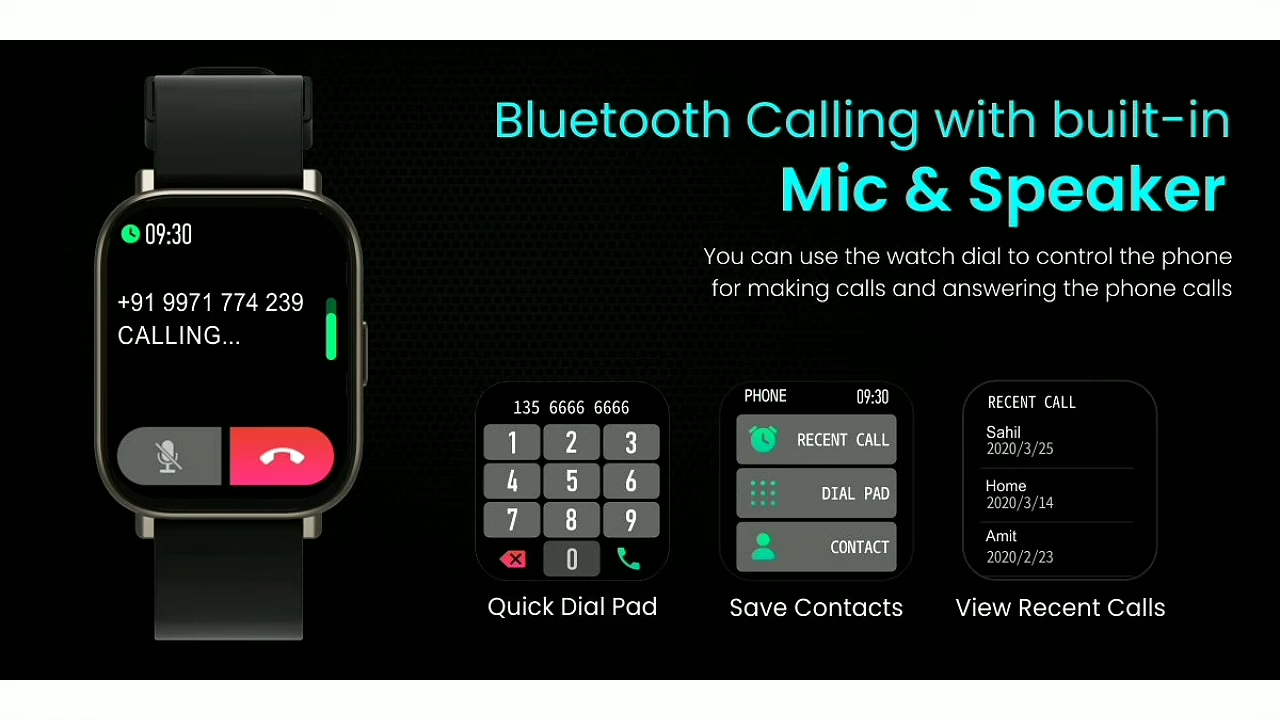 Bluetooth Calling with built-in
Mic & Speaker
You can use the watch dial to control the phone
for making calls and answering the phone calls
09:30
+91 9971 774 239
CALLING...
135 6666 6666
1 2 3
4 5 6
7 8 9
0
Quick Dial Pad
PHONE 09:30
RECENT CALL
DIAL PAD
CONTACT
Save Contacts
RECENT CALL
Sahil
2020/3/25
Home
2020/3/14
Amit
2020/2/23
View Recent Calls